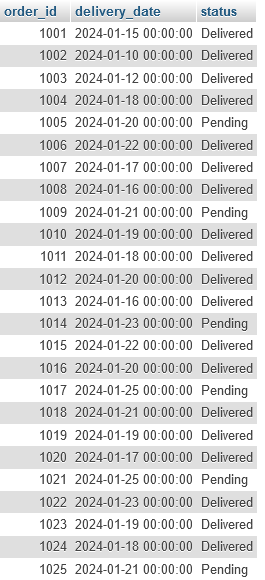 order_id delivery_date status
1001 2024-01-15 00:00:00 Delivered
1002 2024-01-10 00:00:00 Delivered
1003 2024-01-12 00:00:00 Delivered
1004 2024-01-18 00:00:00 Delivered
1005 2024-01-20 00:00:00 Pending
1006 2024-01-22 00:00:00 Delivered
1007 2024-01-17 00:00:00 Delivered
1008 2024-01-16 00:00:00 Delivered
1009 2024-01-21 00:00:00 Pending
1010 2024-01-19 00:00:00 Delivered
1011 2024-01-18 00:00:00 Delivered
1012 2024-01-20 00:00:00 Delivered
1013 2024-01-16 00:00:00 Delivered
1014 2024-01-23 00:00:00 Pending
1015 2024-01-22 00:00:00 Delivered
1016 2024-01-20 00:00:00 Delivered
1017 2024-01-25 00:00:00 Pending
1018 2024-01-21 00:00:00 Delivered
1019 2024-01-19 00:00:00 Delivered
1020 2024-01-17 00:00:00 Delivered
1021 2024-01-25 00:00:00 Pending
1022 2024-01-23 00:00:00 Delivered
1023 2024-01-19 00:00:00 Delivered
1024 2024-01-18 00:00:00 Delivered
1025 2024-01-21 00:00:00 Pending